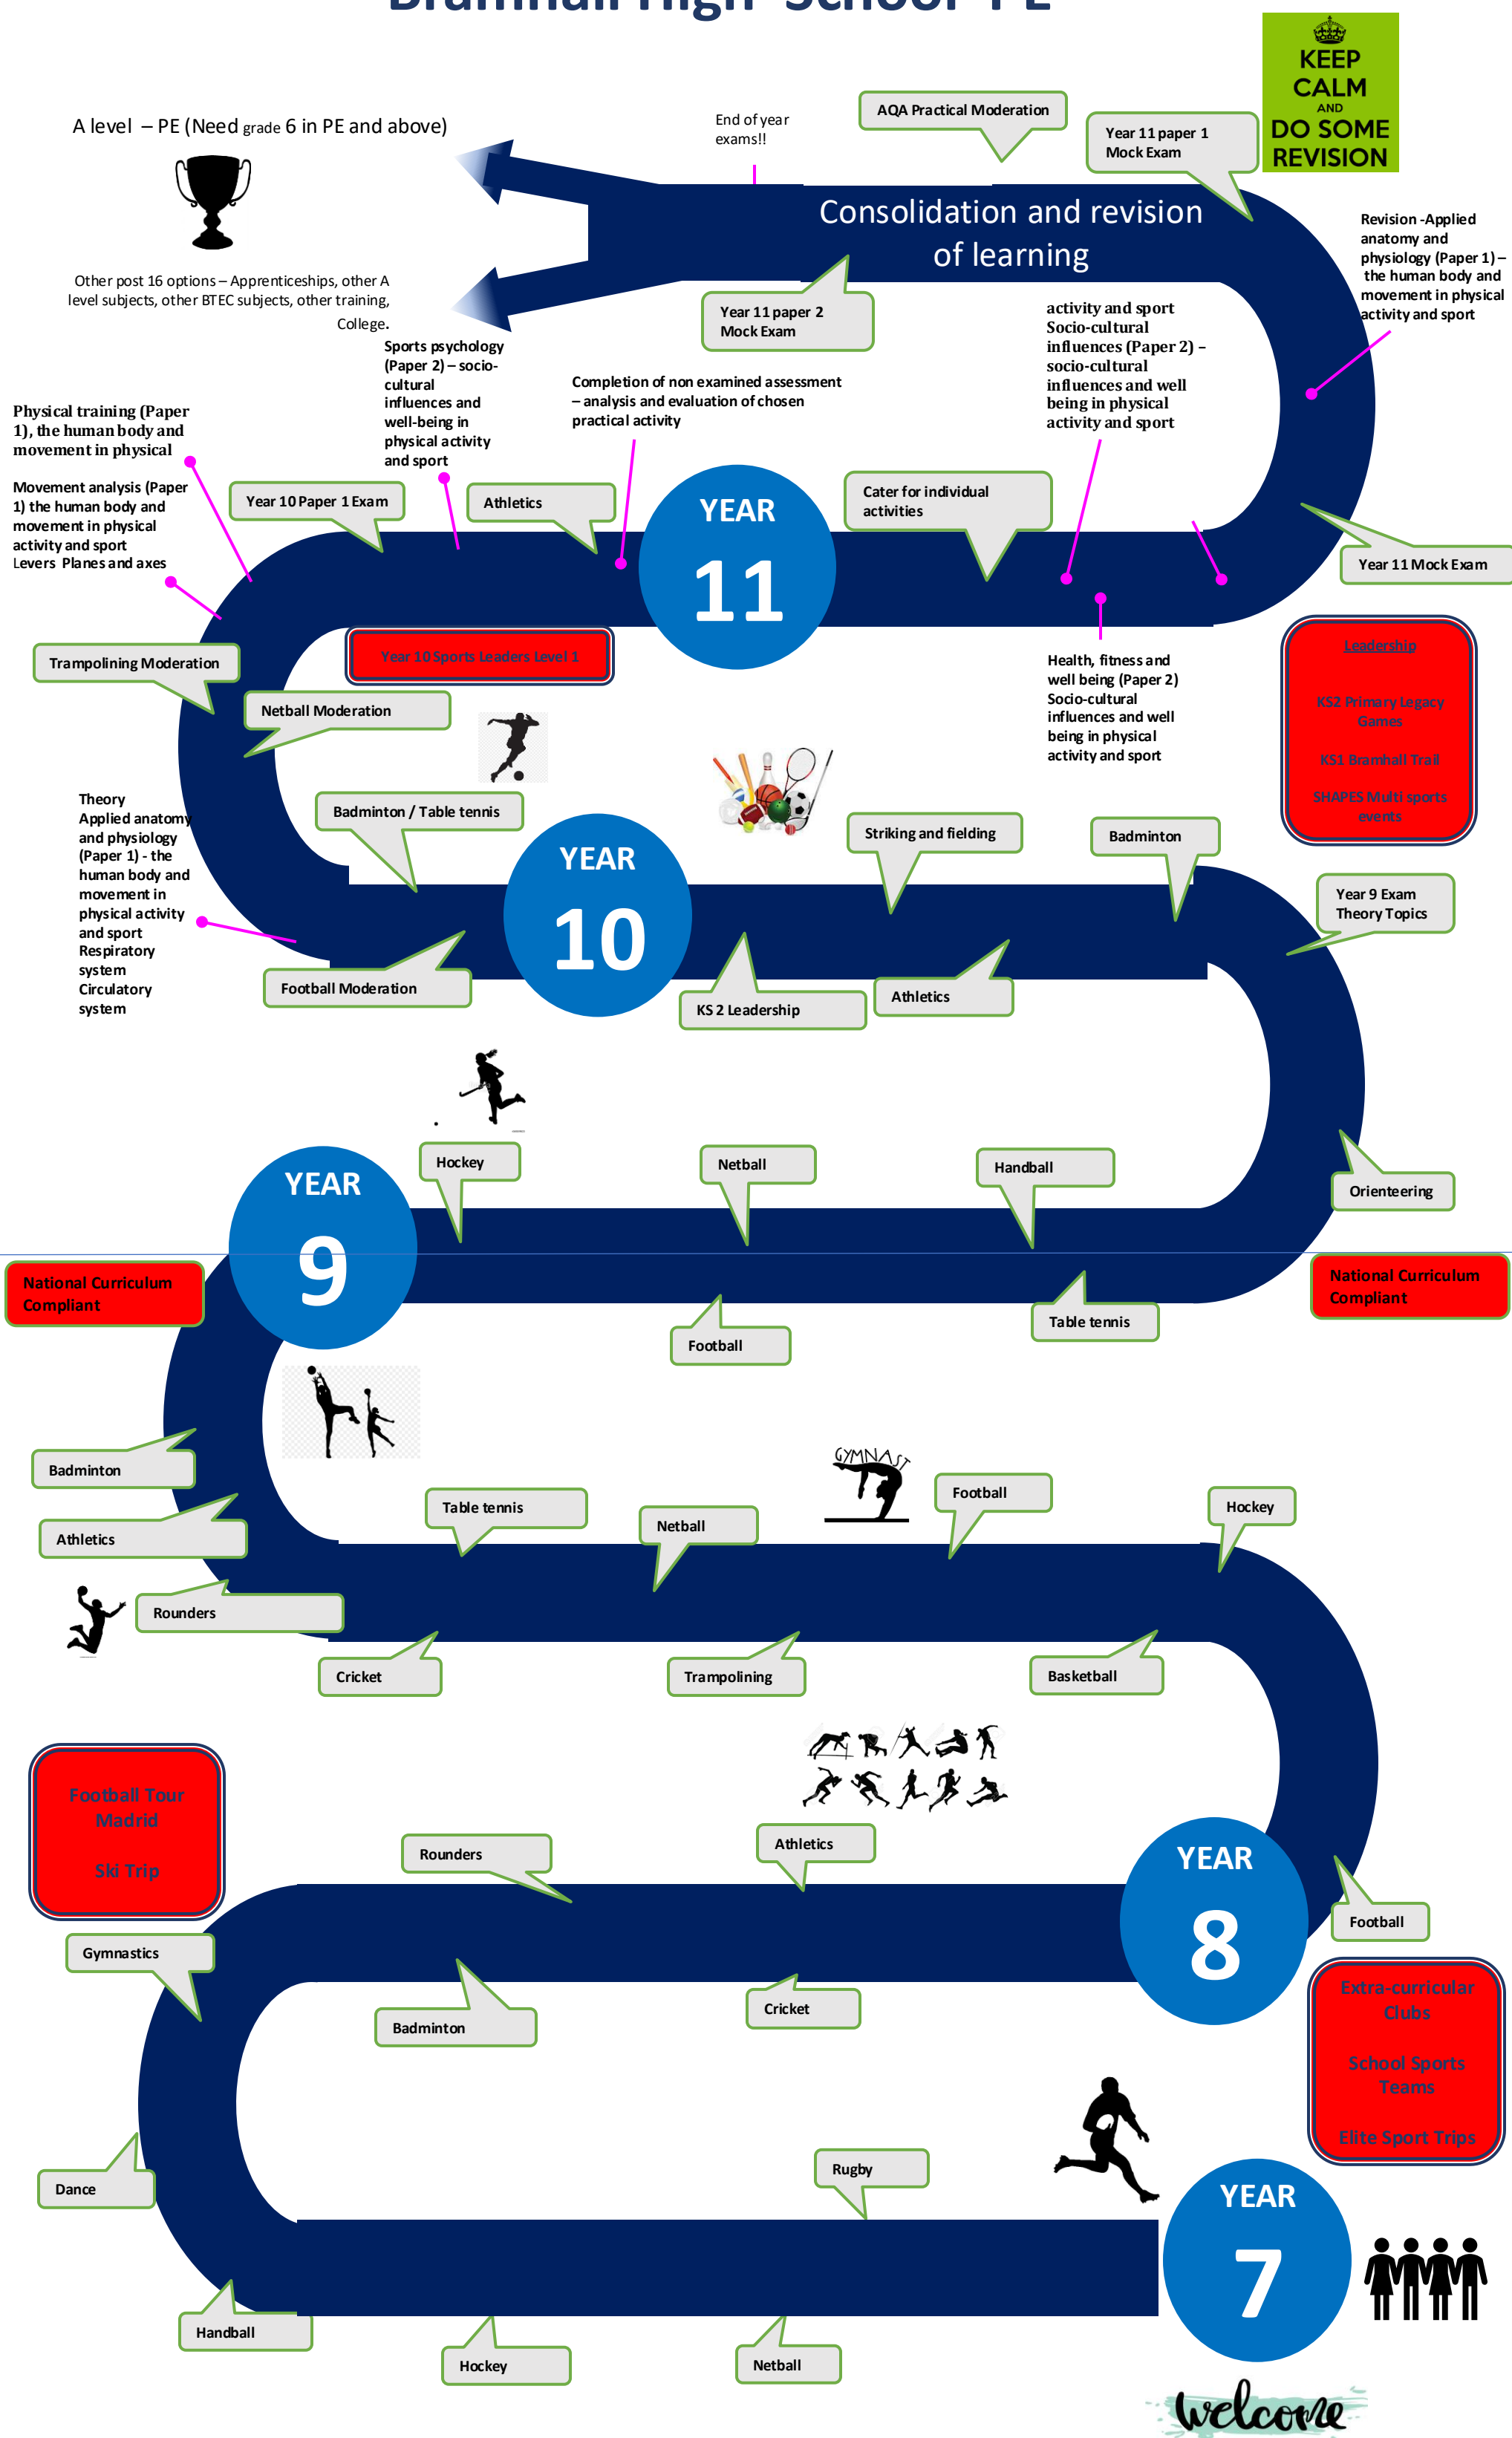 Bramhall High School PE
KEEP
CALM
AND
DO SOME
REVISION
A level – PE (Need grade 6 in PE and above)
End of year
exams!!
AQA Practical Moderation
Year 11 paper 1
Mock Exam
Consolidation and revision
of learning
Revision -Applied
anatomy and
physiology (Paper 1) –
the human body and
movement in physical
activity and sport
Other post 16 options – Apprenticeships, other A
level subjects, other BTEC subjects, other training,
College.
Year 11 paper 2
Mock Exam
activity and sport
Socio-cultural
influences (Paper 2) –
socio-cultural
influences and well
being in physical
activity and sport
Sports psychology
(Paper 2) – socio-
cultural
influences and
well-being in
physical activity
and sport
Completion of non examined assessment
– analysis and evaluation of chosen
practical activity
Physical training (Paper
1), the human body and
movement in physical
Movement analysis (Paper
1) the human body and
movement in physical
activity and sport
Levers Planes and axes
Year 10 Paper 1 Exam
Athletics
YEAR
11
Cater for individual
activities
Year 11 Mock Exam
Trampolining Moderation
Year 10 Sports Leaders Level 1
Netball Moderation
Health, fitness and
well being (Paper 2)
Socio-cultural
influences and well
being in physical
activity and sport
Leadership
KS2 Primary Legacy
Games
KS1 Bramhall Trail
SHAPES Multi sports
events
Theory
Applied anatomy
and physiology
(Paper 1) - the
human body and
movement in
physical activity
and sport
Respiratory
system
Circulatory
system
Badminton / Table tennis
YEAR
10
Striking and fielding
Badminton
Year 9 Exam
Theory Topics
Football Moderation
KS 2 Leadership
Athletics
Hockey
Netball
Handball
Orienteering
YEAR
9
National Curriculum
Compliant
National Curriculum
Compliant
Football
Table tennis
Badminton
Athletics
Rounders
Table tennis
Netball
GYMNAST
Football
Hockey
Cricket
Trampolining
Basketball
Football Tour
Madrid
Ski Trip
Rounders
Athletics
YEAR
8
Football
Gymnastics
Badminton
Cricket
Extra-curricular
Clubs
School Sports
Teams
Elite Sport Trips
Dance
Rugby
YEAR
7
Handball
Hockey
Netball
welcome